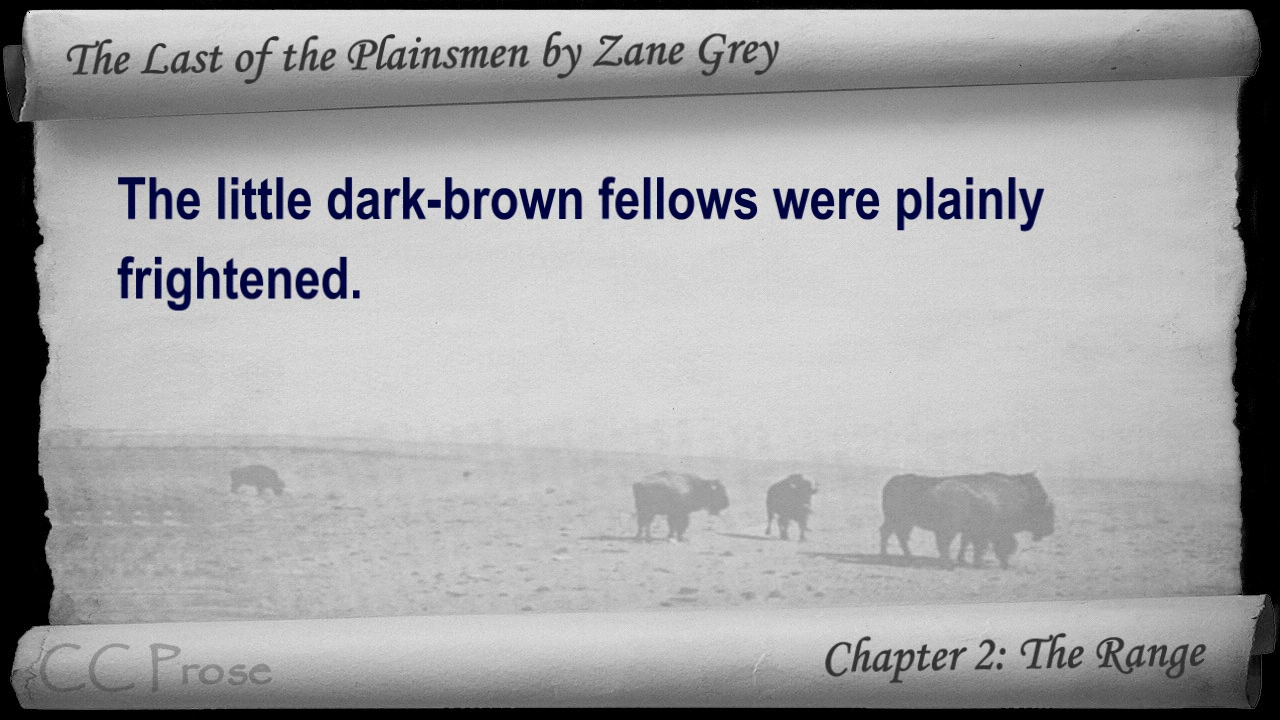 The Last of the Plainsmen by Zane Grey
The little dark-brown fellows were plainly
frightened.
CC Prose
Chapter 2: The Range